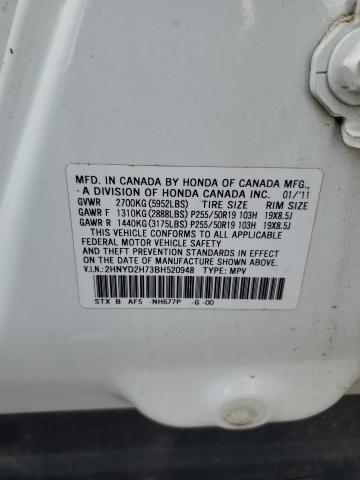 MFD. IN CANADA BY HONDA OF CANADA MFG.,
A DIVISION OF HONDA CANADA INC. 01/'11
GVWR 2700KG(5952LBS) TIRE SIZE RIM SIZE
GAWR F 1310KG(2888LBS) P255/50R19 103H 19X8.5J
GAWR R 1440KG(3175LBS) P255/50R19 103H 19X8.5J
THIS VEHICLE CONFORMS TO ALL APPLICABLE
FEDERAL MOTOR VEHICLE SAFETY, BUMPER,
AND THEFT PREVENTION STANDARDS IN EFFECT
ON THE DATE OF MANUFACTURE SHOWN ABOVE.
V.I.N.:2HNYD2H73BH520948 TYPE: MPV
STX B AF5 -NH677P -G -00